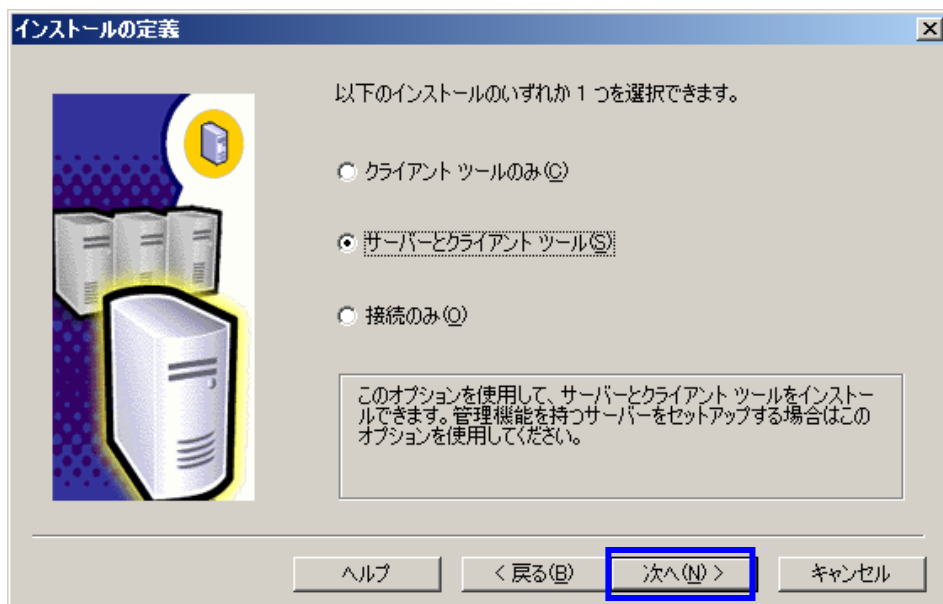 インストールの定義
以下のインストールのいずれか 1 つを選択できます。
クライアント ツールのみ(C)
サーバーとクライアント ツール(S)
接続のみ(O)
このオプションを使用して、サーバーとクライアント ツールをインストー
ルできます。管理機能を持つサーバーをセットアップする場合はこの
オプションを使用してください。
ヘルプ
< 戻る(B)
次へ(N) >
キャンセル